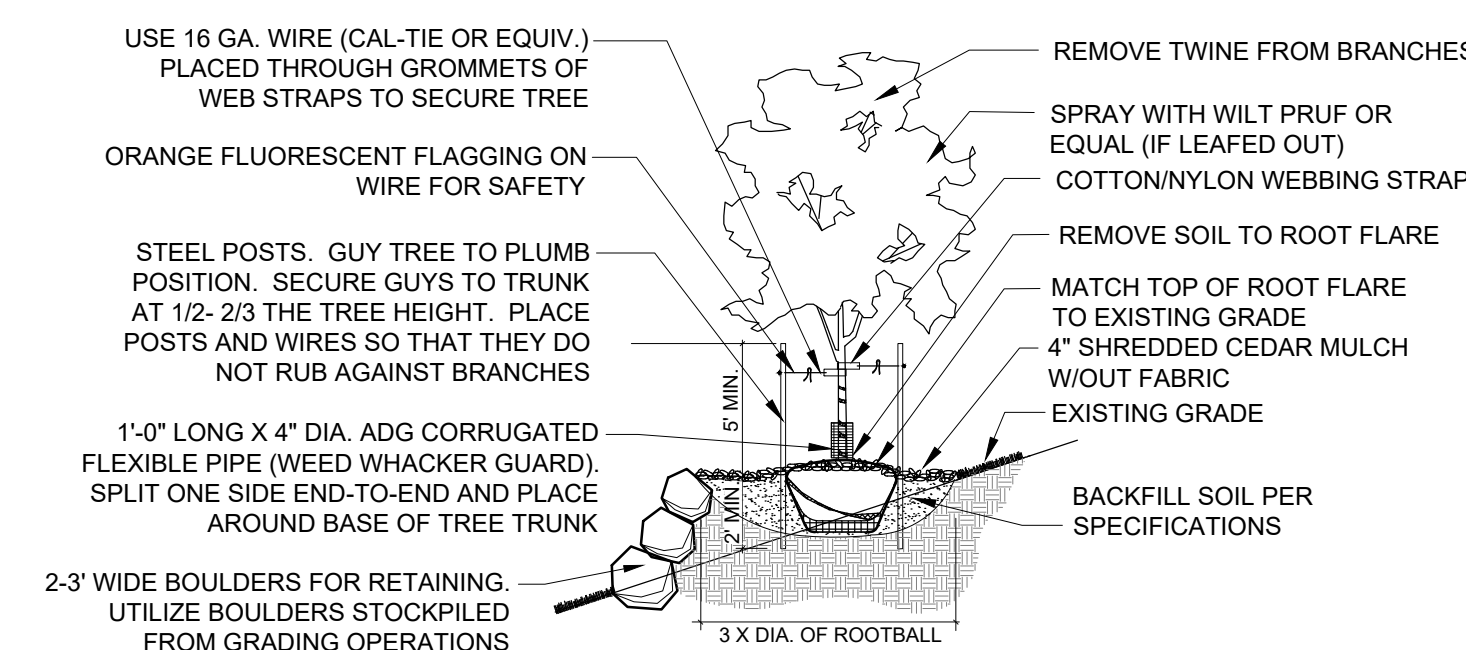 USE 16 GA. WIRE (CAL-TIE OR EQUIV.)
PLACED THROUGH GROMMETS OF
WEB STRAPS TO SECURE TREE
ORANGE FLUORESCENT FLAGGING ON
WIRE FOR SAFETY
STEEL POSTS. GUY TREE TO PLUMB
POSITION. SECURE GUYS TO TRUNK
AT 1/2- 2/3 THE TREE HEIGHT. PLACE
POSTS AND WIRES SO THAT THEY DO
NOT RUB AGAINST BRANCHES
1'-0" LONG X 4" DIA. ADG CORRUGATED
FLEXIBLE PIPE (WEED WHACKER GUARD).
SPLIT ONE SIDE END-TO-END AND PLACE
AROUND BASE OF TREE TRUNK
2-3' WIDE BOULDERS FOR RETAINING.
UTILIZE BOULDERS STOCKPILED
FROM GRADING OPERATIONS
5' MIN.
2' MIN
3 X DIA. OF ROOTBALL
REMOVE TWINE FROM BRANCHES
SPRAY WITH WILT PRUF OR
EQUAL (IF LEAFED OUT)
COTTON/NYLON WEBBING STRAP
REMOVE SOIL TO ROOT FLARE
MATCH TOP OF ROOT FLARE
TO EXISTING GRADE
4" SHREDDED CEDAR MULCH
W/OUT FABRIC
EXISTING GRADE
BACKFILL SOIL PER
SPECIFICATIONS